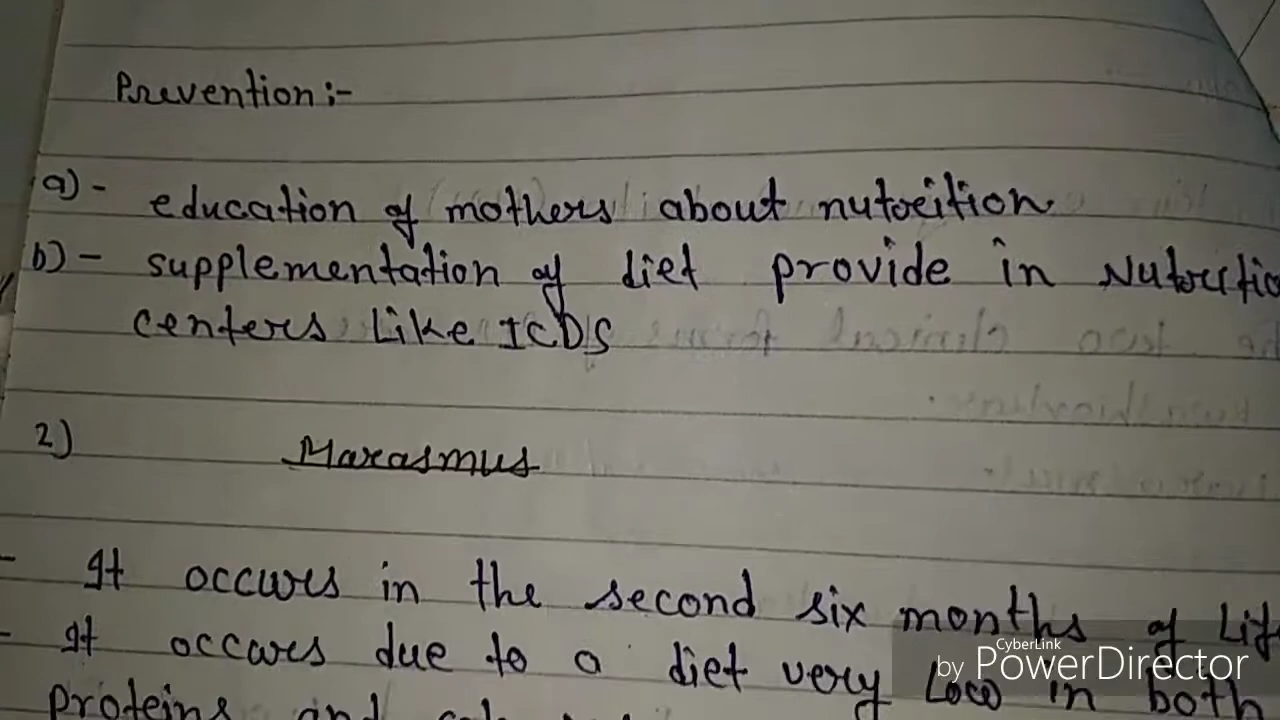 Prevention :-
a) - education of mothers about nutrition
b) - supplementation of diet provide in Nutritio
centers Like ICDS
2) Marasmus
- It occurs in the second six months of Lif
- It occurs due to a diet very Low in both
proteins and
CyberLink
by PowerDirector